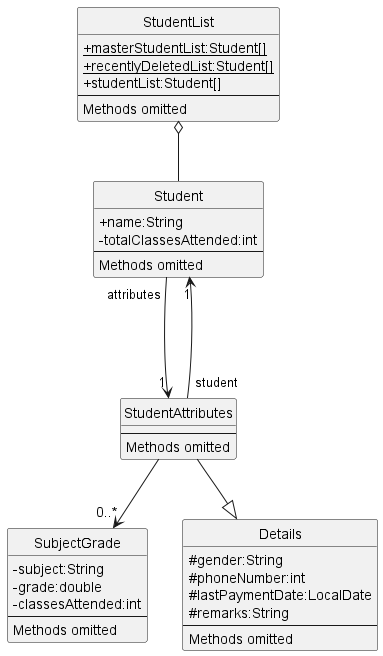 StudentList
+masterStudentList:Student[]
+recentlyDeletedList:Student[]
+studentList:Student[]
Methods omitted
Student
+name:String
-totalClassesAttended:int
Methods omitted
attributes
1
1
student
StudentAttributes
Methods omitted
0..*
SubjectGrade
-subject:String
-grade:double
-classesAttended:int
Methods omitted
Details
#gender:String
#phoneNumber:int
#lastPaymentDate:LocalDate
#remarks:String
Methods omitted